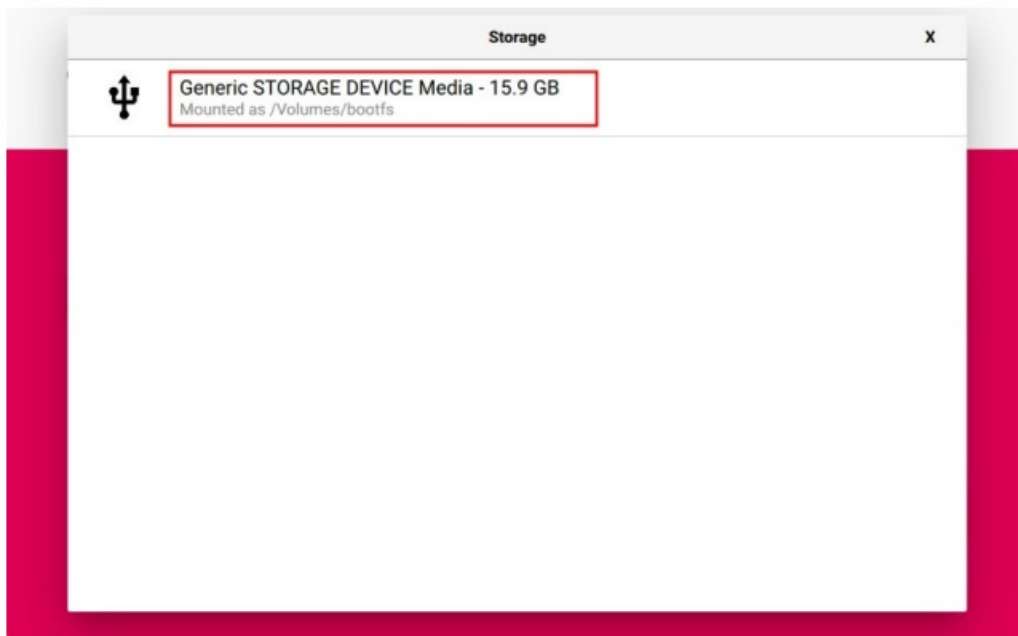 Storage
X
Generic STORAGE DEVICE Media - 15.9 GB
Mounted as /Volumes/bootfs